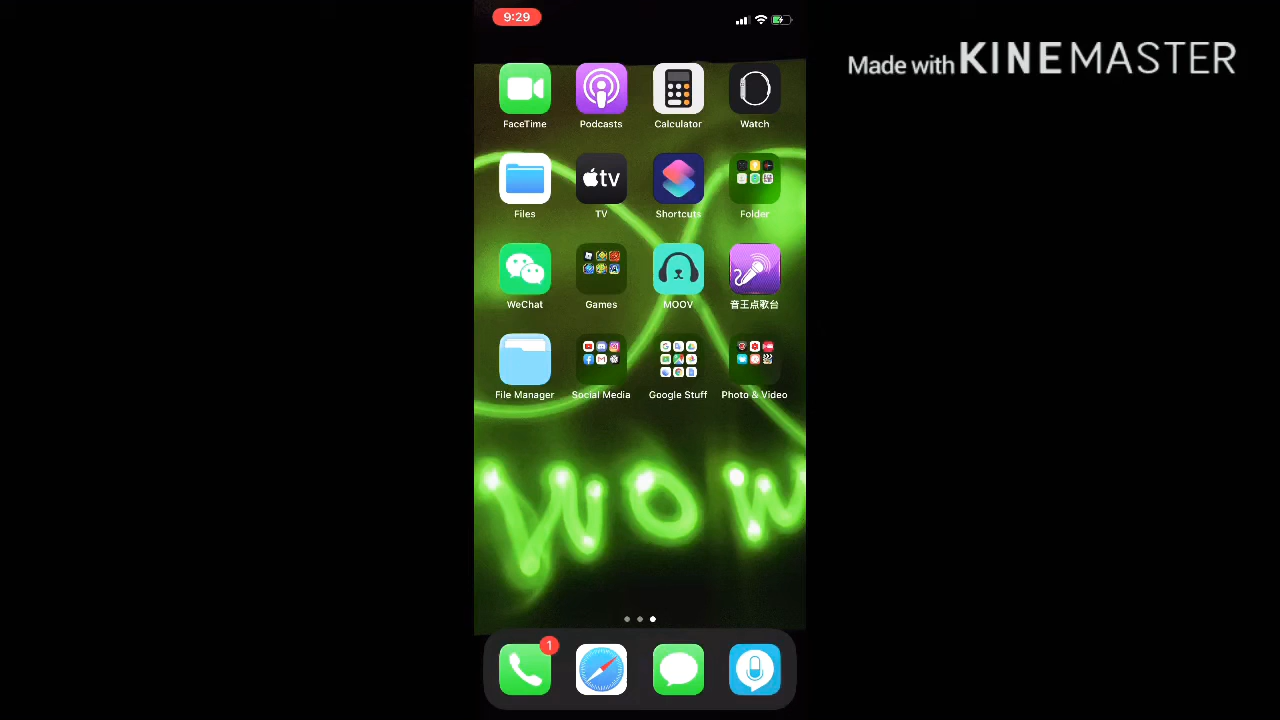 9:29
Made with KINEMASTER
FaceTime
Podcasts
Calculator
Watch
tv
Files
TV
Shortcuts
Folder
WeChat
Games
MOOV
音王点歌台
File Manager
Social Media
Google Stuff
Photo & Video
WOW
1